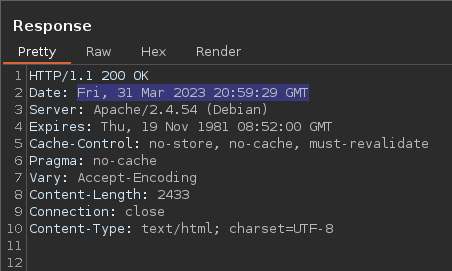 Response
Pretty Raw Hex Render
1 HTTP/1.1 200 OK
2 Date: Fri, 31 Mar 2023 20:59:29 GMT
3 Server: Apache/2.4.54 (Debian)
4 Expires: Thu, 19 Nov 1981 08:52:00 GMT
5 Cache-Control: no-store, no-cache, must-revalidate
6 Pragma: no-cache
7 Vary: Accept-Encoding
8 Content-Length: 2433
9 Connection: close
10 Content-Type: text/html; charset=UTF-8
11
12